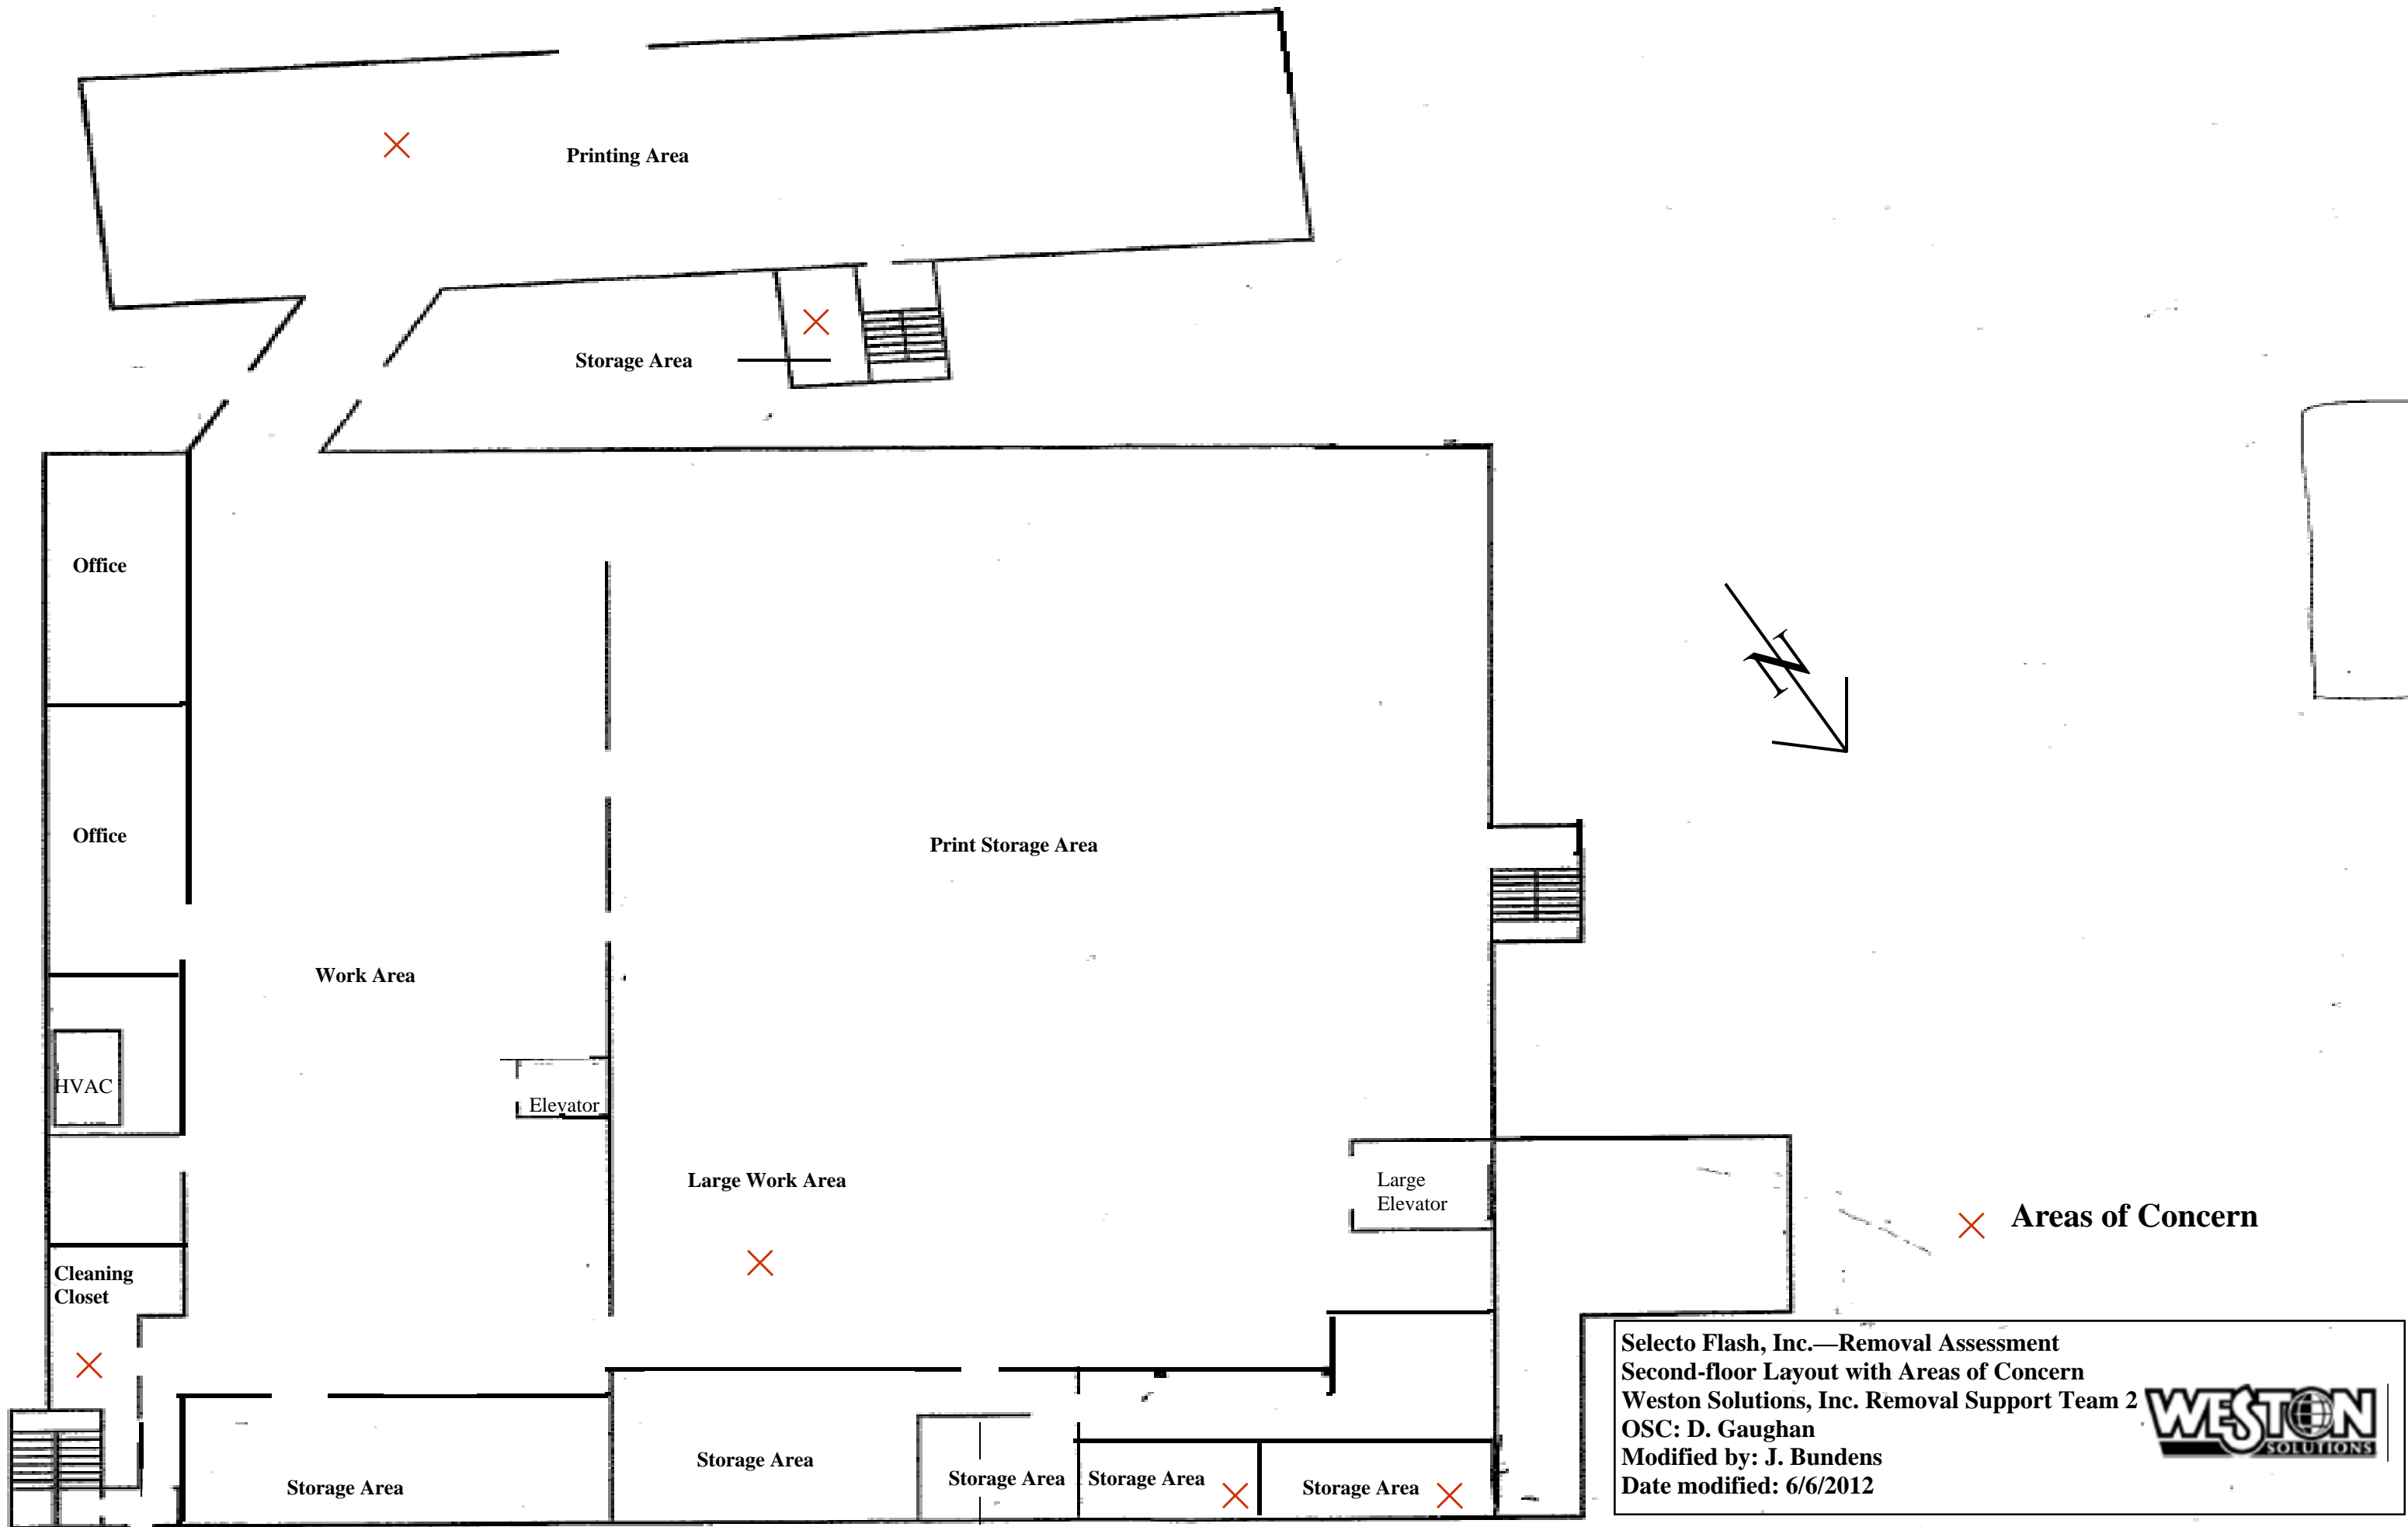 Printing Area
Storage Area
Office
N
Office
Print Storage Area
Work Area
HVAC
Elevator
Large Work Area
Large
Elevator
Areas of Concern
Cleaning
Closet
Storage Area
Storage Area
Storage Area
Storage Area
Storage Area
Selecto Flash, Inc.—Removal Assessment
Second-floor Layout with Areas of Concern
Weston Solutions, Inc. Removal Support Team 2
OSC: D. Gaughan
Modified by: J. Bundens
Date modified: 6/6/2012
WESTON
SOLUTIONS